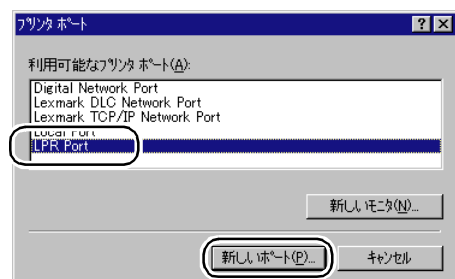 プリンタ ポート
利用可能なプリンタ ポート(A):
Digital Network Port
Lexmark DLC Network Port
Lexmark TCP/IP Network Port
Local Port
LPR Port
新しいモニタ(N)...
新しいポート(P)...
キャンセル